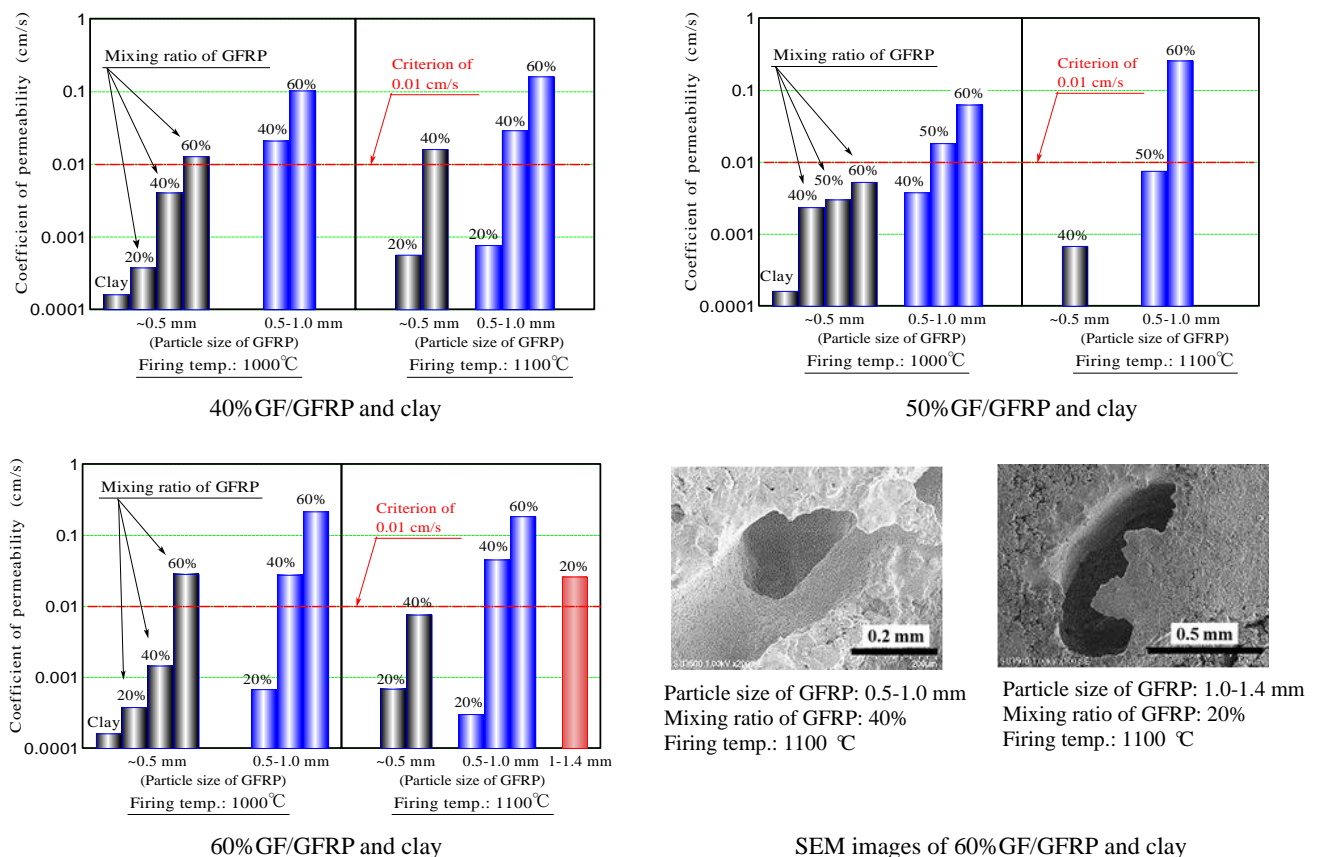 Coefficient of permeability (cm/s)
1
0.1
0.01
0.001
0.0001
Mixing ratio of GFRP
Criterion of
0.01 cm/s
Clay
20%
40%
60%
40%
60%
20%
40%
20%
40%
60%
~0.5 mm
0.5-1.0 mm
~0.5 mm
0.5-1.0 mm
(Particle size of GFRP)
(Particle size of GFRP)
Firing temp.: 1000℃
Firing temp.: 1100℃
40%GF/GFRP and clay
Coefficient of permeability (cm/s)
1
0.1
0.01
0.001
0.0001
Mixing ratio of GFRP
Criterion of
0.01 cm/s
Clay
40%
50%
60%
40%
50%
60%
40%
50%
60%
~0.5 mm
0.5-1.0 mm
~0.5 mm
0.5-1.0 mm
(Particle size of GFRP)
(Particle size of GFRP)
Firing temp.: 1000℃
Firing temp.: 1100℃
50%GF/GFRP and clay
Coefficient of permeability (cm/s)
1
0.1
0.01
0.001
0.0001
Mixing ratio of GFRP
Criterion of
0.01 cm/s
Clay
20%
40%
60%
20%
40%
60%
20%
40%
20%
40%
60%
20%
~0.5 mm
0.5-1.0 mm
~0.5 mm
0.5-1.0 mm
1-1.4 mm
(Particle size of GFRP)
(Particle size of GFRP)
Firing temp.: 1000℃
Firing temp.: 1100℃
60%GF/GFRP and clay
0.2 mm
200µm
Particle size of GFRP: 0.5-1.0 mm
Mixing ratio of GFRP: 40%
Firing temp.: 1100 ℃
0.5 mm
Particle size of GFRP: 1.0-1.4 mm
Mixing ratio of GFRP: 20%
Firing temp.: 1100 ℃
SEM images of 60%GF/GFRP and clay